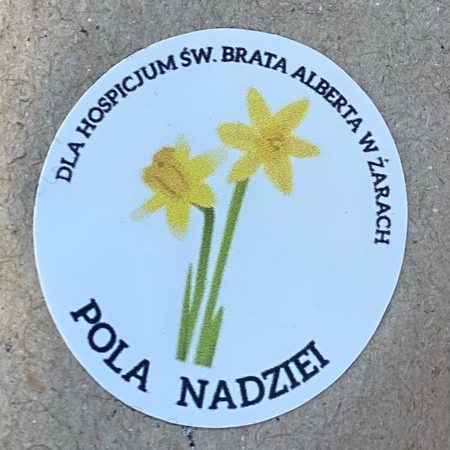 DLA HOSPICJUM ŚW. BRATA ALBERTA W ŻARACH
POLA NADZIEI